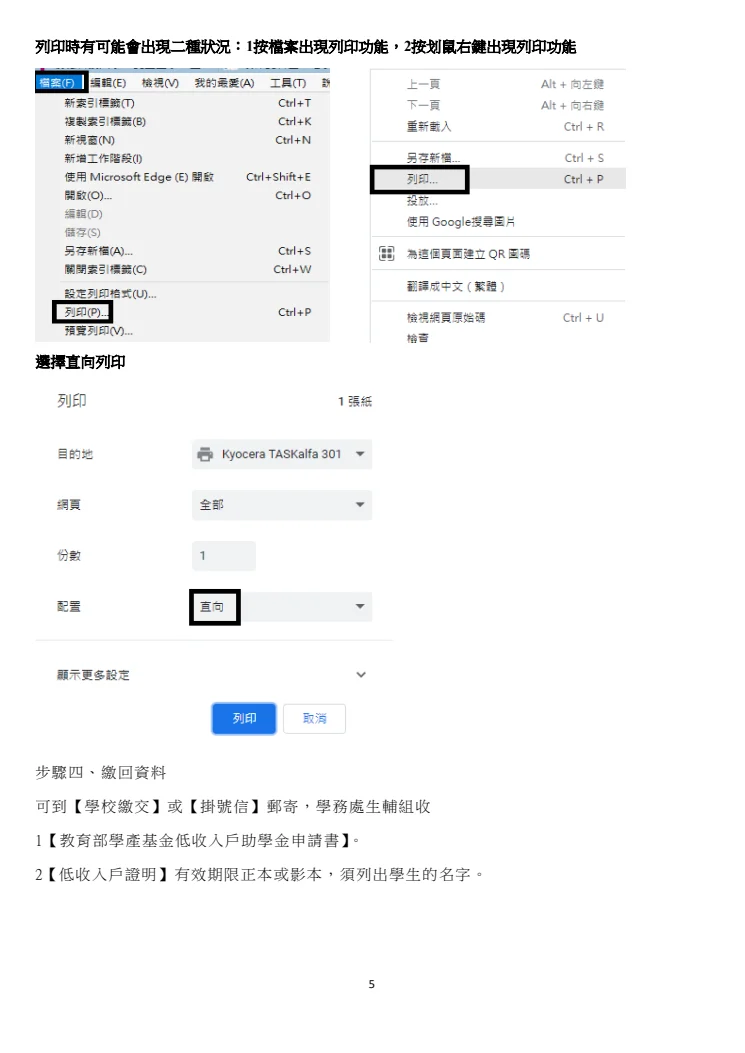 列印時有可能會出現二種狀況：1按檔案出現列印功能，2按划鼠右鍵出現列印功能
檔案(F) 編輯(E) 檢視(V) 我的最愛(A) 工具(T)
新索引標籤(T) Ctrl+T
複製索引標籤(B) Ctrl+K
新視窗(N) Ctrl+N
新增工作階段(I)
使用 Microsoft Edge (E) 開啟 Ctrl+Shift+E
開啟(O)... Ctrl+O
編輯(D)
儲存(S)
另存新檔(A)... Ctrl+S
關閉索引標籤(C) Ctrl+W
設定列印格式(U)...
列印(P)... Ctrl+P
預覽列印(V)...
上一頁 Alt + 向左鍵
下一頁 Alt + 向右鍵
重新載入 Ctrl + R
另存新檔... Ctrl + S
列印... Ctrl + P
投放...
使用 Google搜尋圖片
為這個頁面建立 QR 圖碼
翻譯成中文 ( 繁體 )
檢視網頁原始碼 Ctrl + U
檢查
選擇直向列印
列印 1 張紙
目的地 Kyocera TASKalfa 301
網頁 全部
份數 1
配置 直向
顯示更多設定
列印 取消
步驟四、繳回資料
可到【學校繳交】或【掛號信】郵寄，學務處生輔組收
1【教育部學產基金低收入戶助學金申請書】。
2【低收入戶證明】有效期限正本或影本，須列出學生的名字。
5